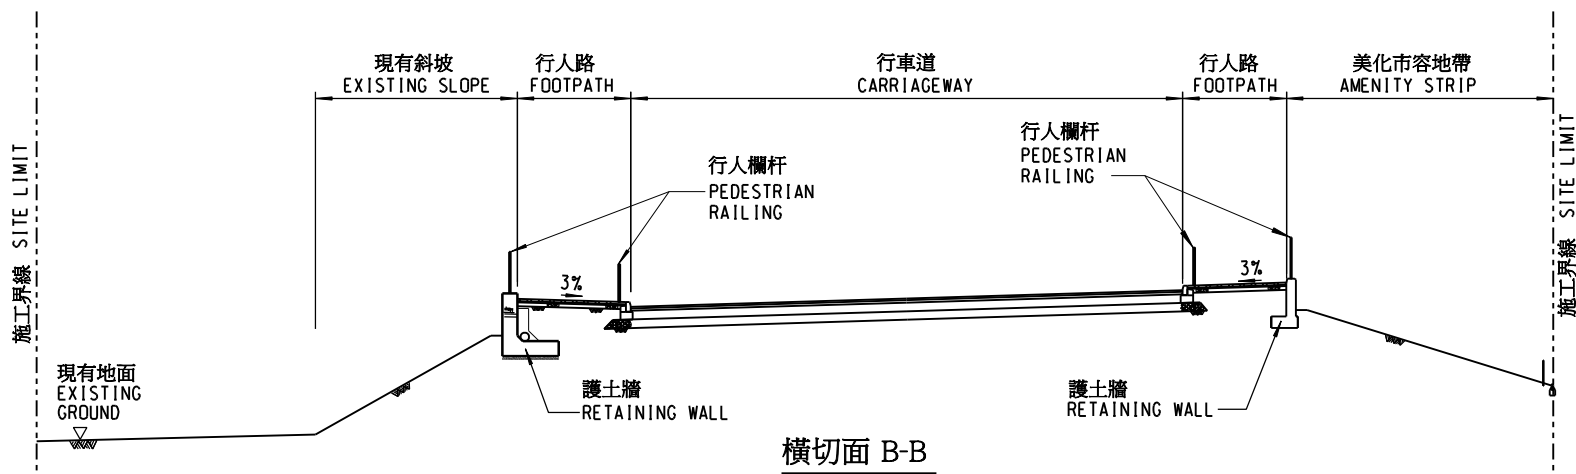 現有斜坡
EXISTING SLOPE
行人路
FOOTPATH
行車道
CARRIAGEWAY
行人路
FOOTPATH
美化市容地帶
AMENITY STRIP
施工界線 SITE LIMIT
行人欄杆
PEDESTRIAN
RAILING
行人欄杆
PEDESTRIAN
RAILING
施工界線 SITE LIMIT
3%
3%
現有地面
EXISTING
GROUND
護土牆
RETAINING WALL
護土牆
RETAINING WALL
橫切面 B-B